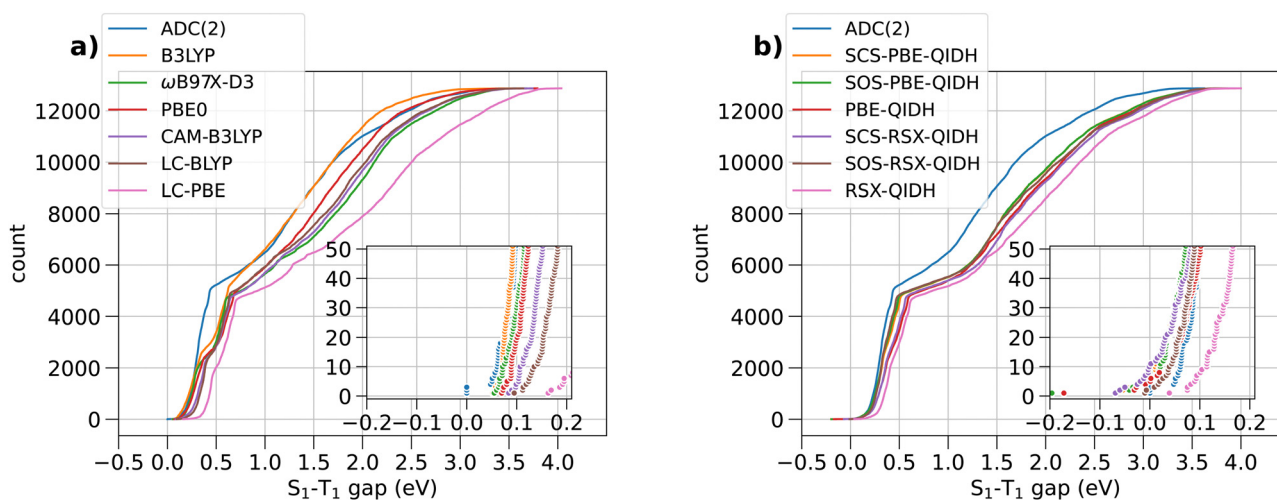 a)
ADC(2)
B3LYP
ωB97X-D3
PBE0
CAM-B3LYP
LC-BLYP
LC-PBE
count
12000
10000
8000
6000
4000
2000
0
50
40
30
20
10
0
−0.2 −0.1 0.0 0.1 0.2
−0.5 0.0 0.5 1.0 1.5 2.0 2.5 3.0 3.5 4.0
S₁-T₁ gap (eV)
b)
ADC(2)
SCS-PBE-QIDH
SOS-PBE-QIDH
PBE-QIDH
SCS-RSX-QIDH
SOS-RSX-QIDH
RSX-QIDH
count
12000
10000
8000
6000
4000
2000
0
50
40
30
20
10
0
−0.2 −0.1 0.0 0.1 0.2
−0.5 0.0 0.5 1.0 1.5 2.0 2.5 3.0 3.5 4.0
S₁-T₁ gap (eV)